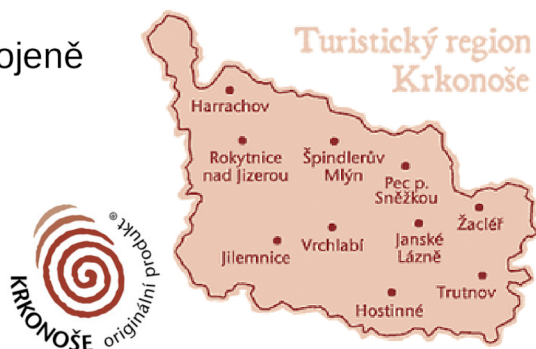 ojeně
Turistický region
Krkonoše
Harrachov
Rokytnice
nad Jizerou
Špindlerův
Mlýn
Pec p.
Sněžkou
Žacléř
Jilemnice
Vrchlabí
Janské
Lázně
Hostinné
Trutnov
KRKONOŠE originální produkt®